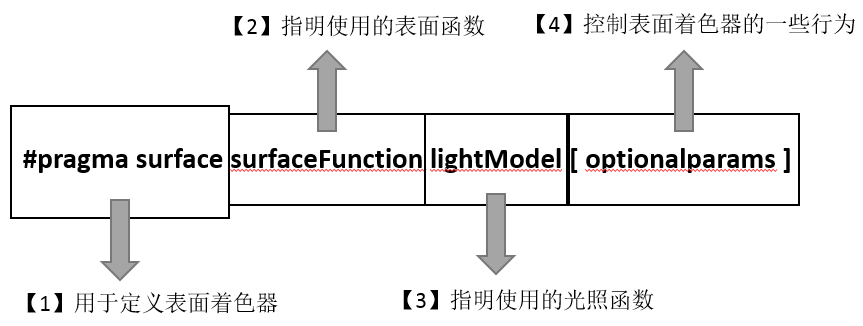 【2】指明使用的表面函数
【4】控制表面着色器的一些行为
#pragma surface surfaceFunction lightModel [ optionalparams ]
【1】用于定义表面着色器
【3】指明使用的光照函数